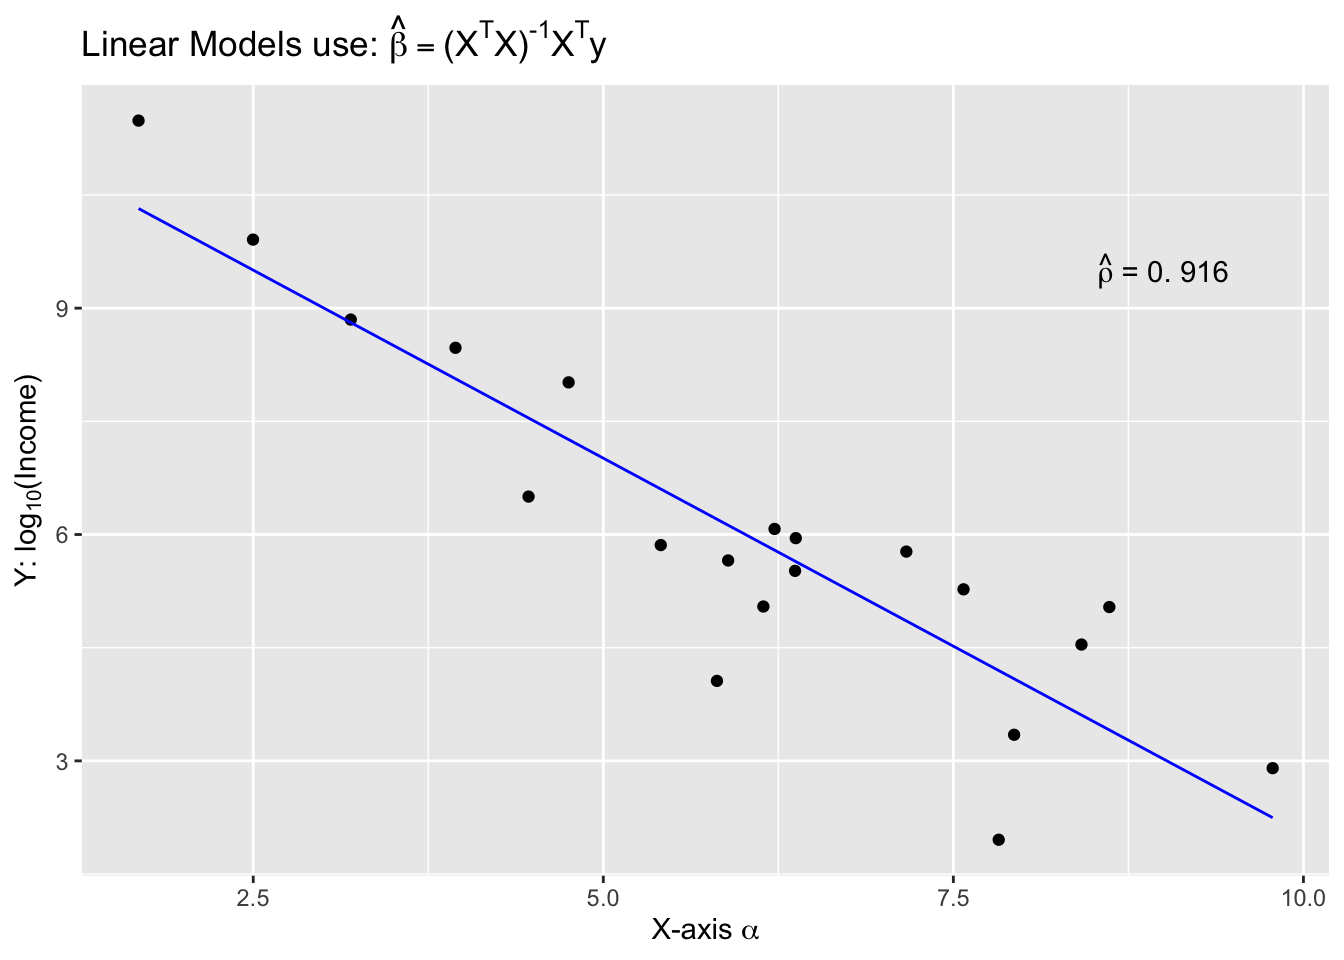 Linear Models use: β̂ = (XᵀX)⁻¹Xᵀy
ρ̂ = 0. 916
9
6
3
Y: log₁₀(Income)
2.5 5.0 7.5 10.0
X-axis α